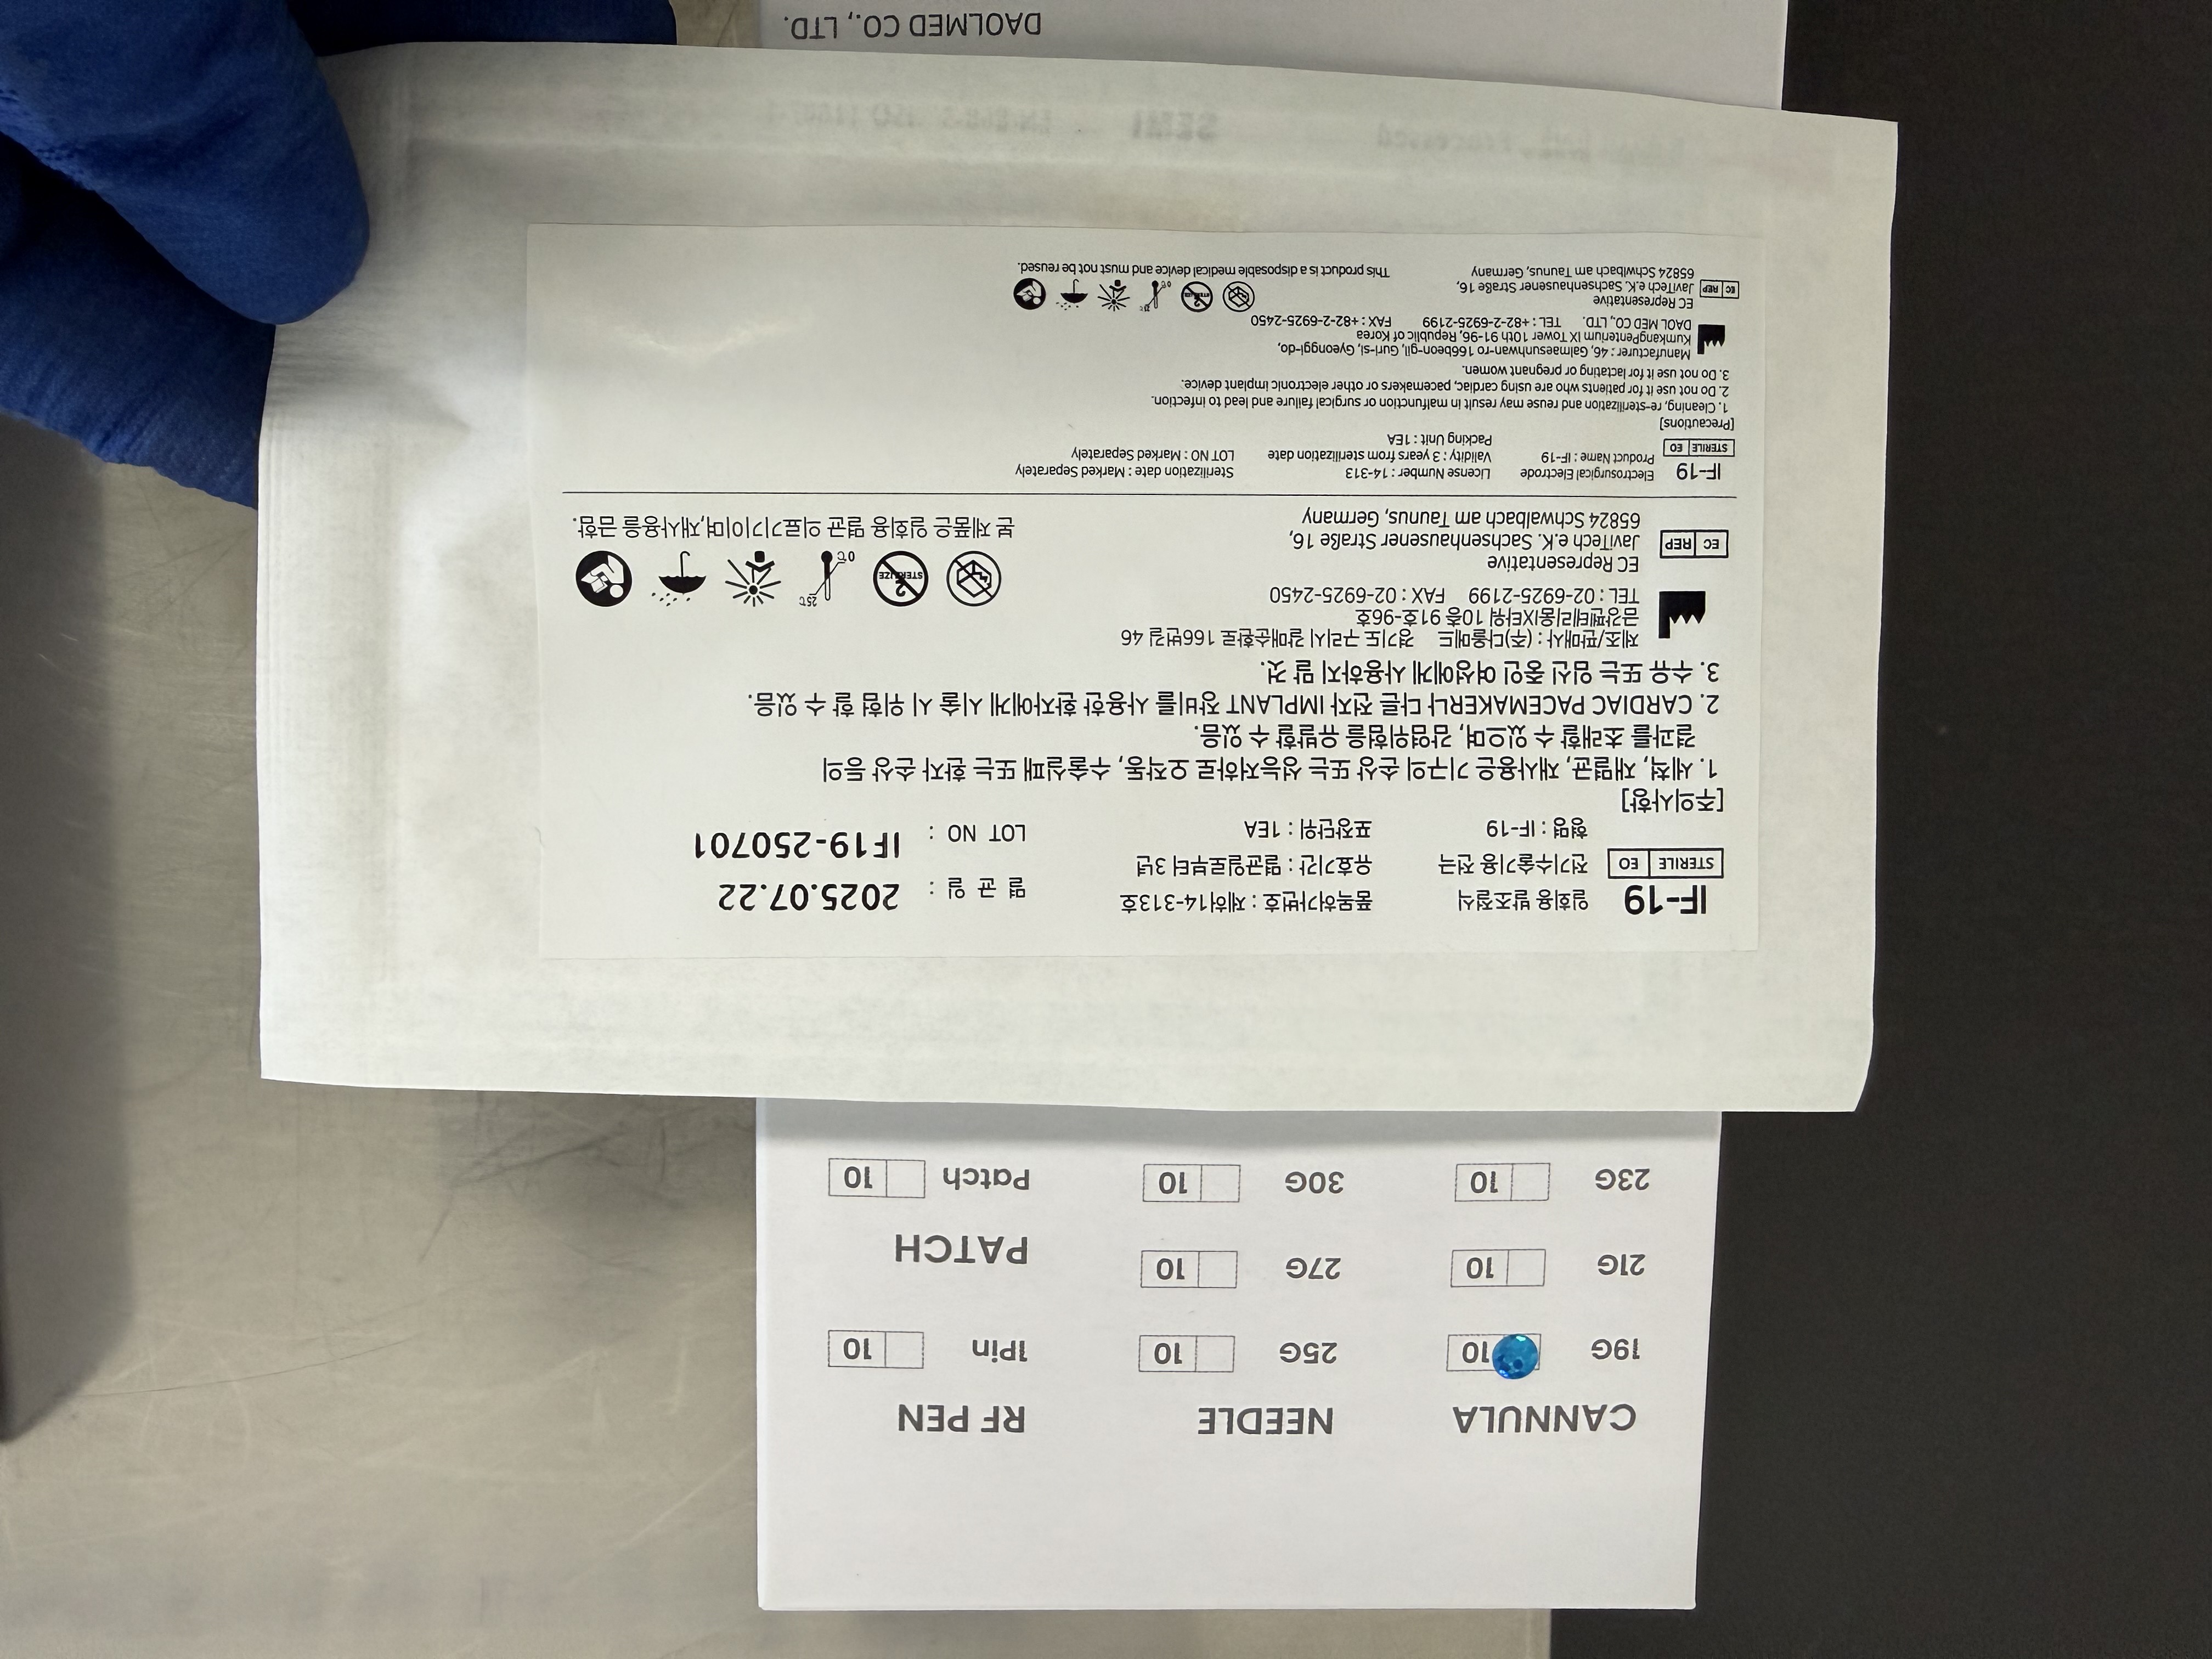 IF-19
STERILE EO
일회용 발조절식
전기수술기용 전극
형명 : IF-19
품목허가번호 : 제허14-313호
유효기간 : 멸균일로부터 3년
포장단위 : 1EA
멸 균 일 : 2025.07.22
LOT NO : IF19-250701
[주의사항]
1. 세척, 재멸균, 재사용은 기구의 손상 또는 성능저하로 오작동, 수술실패 또는 환자 손상 등의
결과를 초래할 수 있으며, 감염위험을 유발할 수 있음.
2. CARDIAC PACEMAKER나 다른 전자 IMPLANT 장비를 사용한 환자에게 시술 시 위험 할 수 있음.
3. 수유 또는 임신 중인 여성에게 사용하지 말 것.
제조/판매사 : (주)다올메드 경기도 구리시 갈매순환로 166번길 46
금강펜테리움IX타워 10층 91호-96호
TEL : 02-6925-2199 FAX : 02-6925-2450
EC REP
EC Representative
JaviTech e.K. Sachsenhausener Straße 16,
65824 Schwalbach am Taunus, Germany
2
STERILIZE
25℃
0℃
본 제품은 일회용 멸균 의료기기이며,재사용을 금함.
IF-19
STERILE EO
Electrosurgical Electrode
Product Name : IF-19
License Number : 14-313
Validity : 3 years from sterilization date
Packing Unit : 1EA
Sterilization date : Marked Separately
LOT NO : Marked Separately
[Precautions]
1. Cleaning, re-sterilization and reuse may result in malfunction or surgical failure and lead to infection.
2. Do not use it for patients who are using cardiac, pacemakers or other electronic implant device.
3. Do not use it for lactating or pregnant women.
Manufacturer : 46, Galmaesunhwan-ro 166beon-gil, Guri-si, Gyeonggi-do,
KumkangPenterium IX Tower 10th 91-96, Republic of Korea
DAOL MED CO., LTD. TEL : +82-2-6925-2199 FAX : +82-2-6925-2450
EC REP
EC Representative
JaviTech e.K. Sachsenhausener Straße 16,
65824 Schwlbach am Taunus, Germany
This product is a disposable medical device and must not be reused.
CANNULA
19G 10
21G 10
23G 10
NEEDLE
25G 10
27G 10
30G 10
RF PEN
1Pin 10
PATCH
Patch 10
DAOLMED CO., LTD.